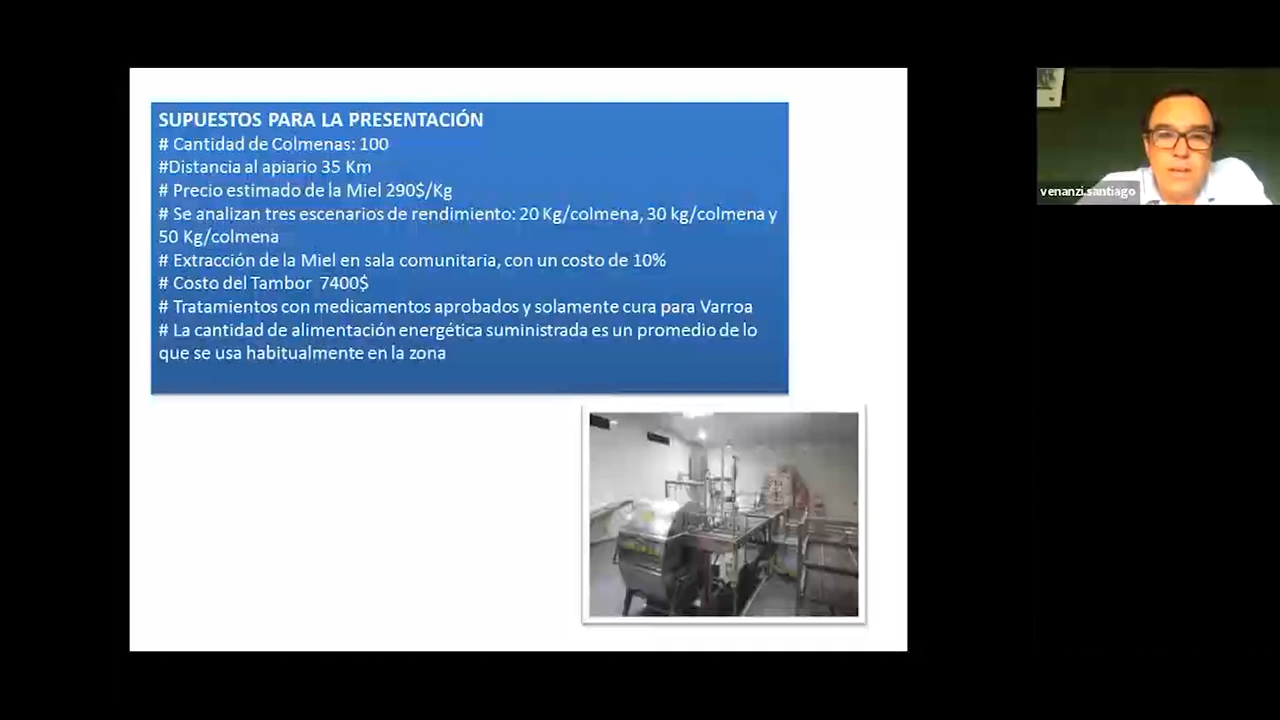 SUPUESTOS PARA LA PRESENTACIÓN
# Cantidad de Colmenas: 100
#Distancia al apiario 35 Km
# Precio estimado de la Miel 290$/Kg
# Se analizan tres escenarios de rendimiento: 20 Kg/colmena, 30 kg/colmena y
50 Kg/colmena
# Extracción de la Miel en sala comunitaria, con un costo de 10%
# Costo del Tambor 7400$
# Tratamientos con medicamentos aprobados y solamente cura para Varroa
# La cantidad de alimentación energética suministrada es un promedio de lo
que se usa habitualmente en la zona
venanzi.santiago